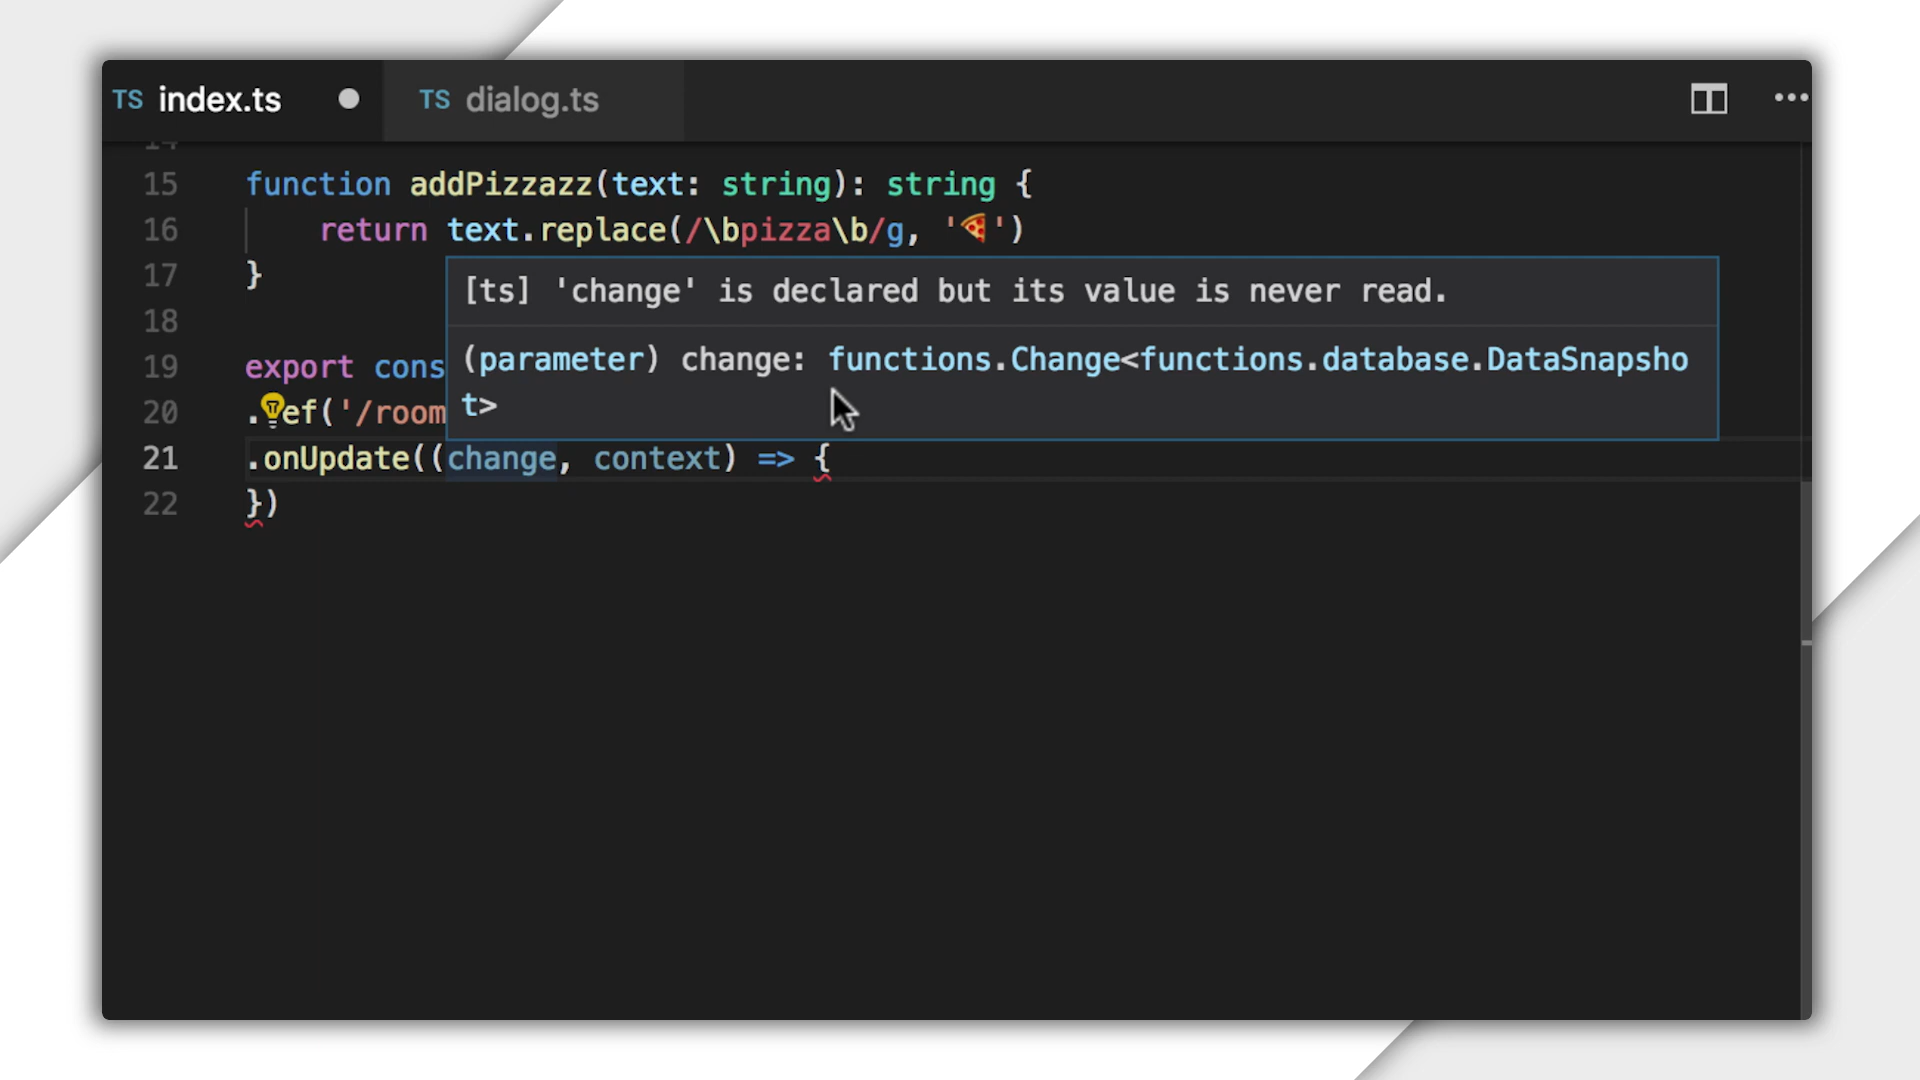 TS index.ts TS dialog.ts
14
15 function addPizzazz(text: string): string {
16 return text.replace(/\bpizza\b/g, '🍕')
17 }
[ts] 'change' is declared but its value is never read.
18
(parameter) change: functions.Change<functions.database.DataSnapsho
t>
19 export cons
20 . ef('/room
21 .onUpdate((change, context) => {
22 })